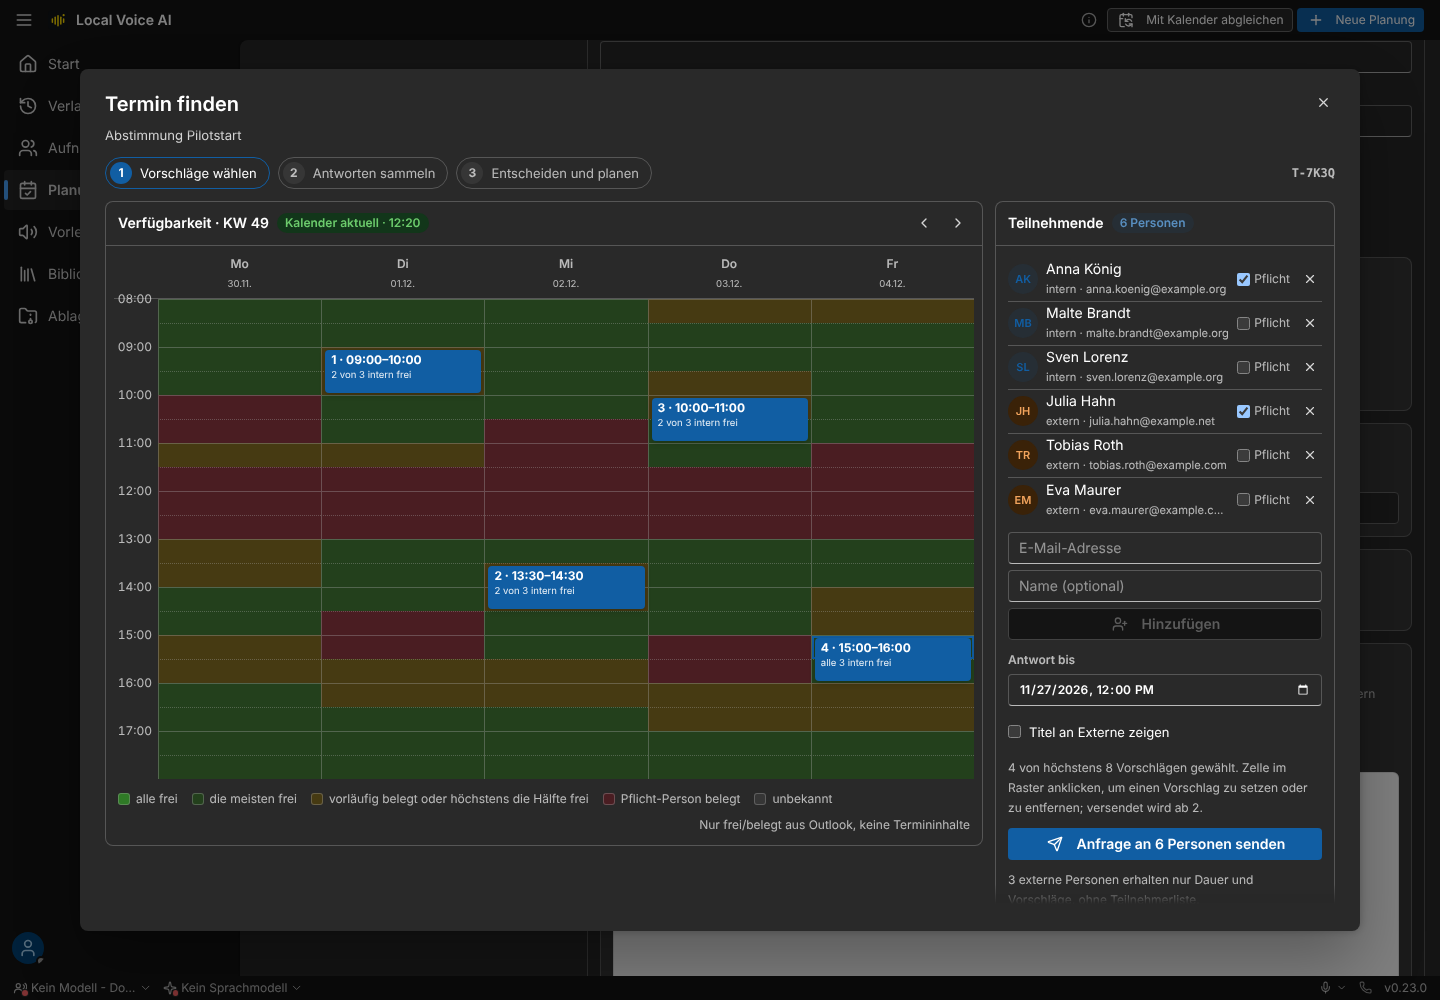 Local Voice AI
Mit Kalender abgleichen
Neue Planung
Start
Verla
Aufn
Planu
Vorle
Biblio
Ablag
Termin finden
Abstimmung Pilotstart
1 Vorschläge wählen
2 Antworten sammeln
3 Entscheiden und planen
T-7K3Q
Verfügbarkeit · KW 49
Kalender aktuell · 12:20
Mo Di Mi Do Fr
30.11. 01.12. 02.12. 03.12. 04.12.
08:00
09:00
1 · 09:00–10:00
2 von 3 intern frei
10:00
3 · 10:00–11:00
2 von 3 intern frei
11:00
12:00
13:00
2 · 13:30–14:30
2 von 3 intern frei
14:00
15:00
4 · 15:00–16:00
alle 3 intern frei
16:00
17:00
alle frei
die meisten frei
vorläufig belegt oder höchstens die Hälfte frei
Pflicht-Person belegt
unbekannt
Nur frei/belegt aus Outlook, keine Termininhalte
Teilnehmende
6 Personen
AK
Anna König
intern · anna.koenig@example.org
Pflicht
MB
Malte Brandt
intern · malte.brandt@example.org
Pflicht
SL
Sven Lorenz
intern · sven.lorenz@example.org
Pflicht
JH
Julia Hahn
extern · julia.hahn@example.net
Pflicht
TR
Tobias Roth
extern · tobias.roth@example.com
Pflicht
EM
Eva Maurer
extern · eva.maurer@example.c...
Pflicht
E-Mail-Adresse
Name (optional)
Hinzufügen
Antwort bis
11/27/2026, 12:00 PM
Titel an Externe zeigen
4 von höchstens 8 Vorschlägen gewählt. Zelle im
Raster anklicken, um einen Vorschlag zu setzen oder
zu entfernen; versendet wird ab 2.
Anfrage an 6 Personen senden
3 externe Personen erhalten nur Dauer und
Vorschläge, ohne Teilnehmerliste
ern
Kein Modell - Do...
Kein Sprachmodell
v0.23.0